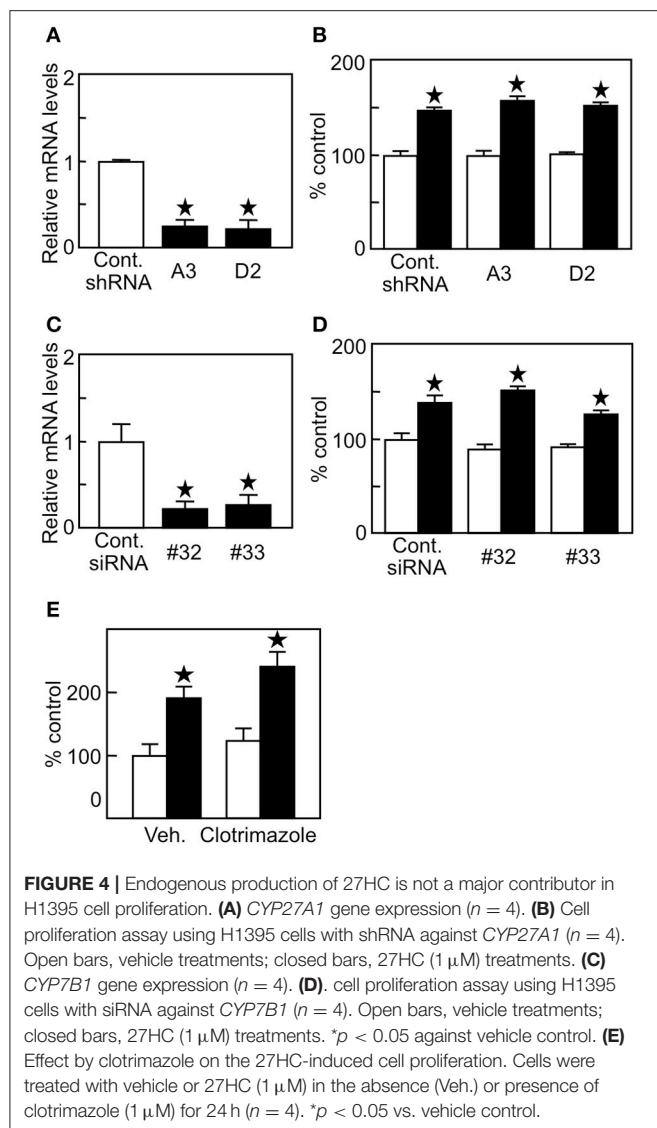 A
Relative mRNA levels
2
1
0
Cont. shRNA
A3
D2
★
★
B
% control
200
100
0
Cont. shRNA
A3
D2
★
★
★
C
Relative mRNA levels
2
1
0
Cont. siRNA
#32
#33
★
★
D
% control
200
100
0
Cont. siRNA
#32
#33
★
★
★
E
% control
200
100
0
Veh.
Clotrimazole
★
★
FIGURE 4 | Endogenous production of 27HC is not a major contributor in
H1395 cell proliferation. (A) CYP27A1 gene expression (n = 4). (B) Cell
proliferation assay using H1395 cells with shRNA against CYP27A1 (n = 4).
Open bars, vehicle treatments; closed bars, 27HC (1 μM) treatments. (C)
CYP7B1 gene expression (n = 4). (D). cell proliferation assay using H1395
cells with siRNA against CYP7B1 (n = 4). Open bars, vehicle treatments;
closed bars, 27HC (1 μM) treatments. *p < 0.05 against vehicle control. (E)
Effect by clotrimazole on the 27HC-induced cell proliferation. Cells were
treated with vehicle or 27HC (1 μM) in the absence (Veh.) or presence of
clotrimazole (1 μM) for 24 h (n = 4). *p < 0.05 vs. vehicle control.